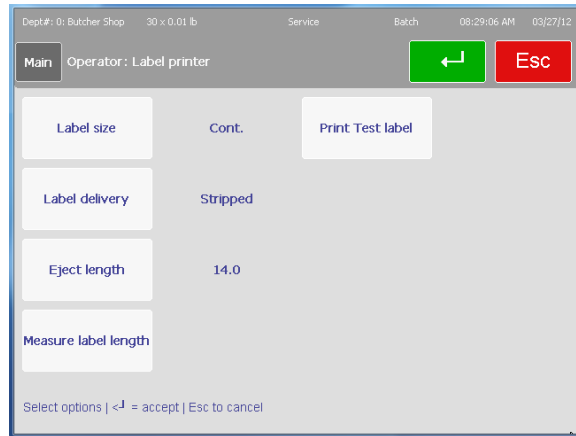 Dept#: 0: Butcher Shop 30 x 0.01 lb Service Batch 08:29:06 AM 03/27/12
Main Operator: Label printer Esc
Label size Cont. Print Test label
Label delivery Stripped
Eject length 14.0
Measure label length
Select options | <┘ = accept | Esc to cancel